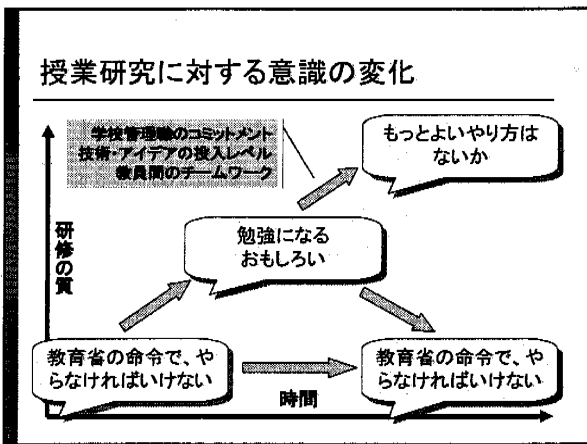 授業研究に対する意識の変化
学校管理職のコミットメント
技術・アイデアの投入レベル
教員間のチームワーク
もっとよいやり方は
ないか
研修の質
勉強になる
おもしろい
教育省の命令で、や
らなければいけない
教育省の命令で、や
らなければいけない
時間